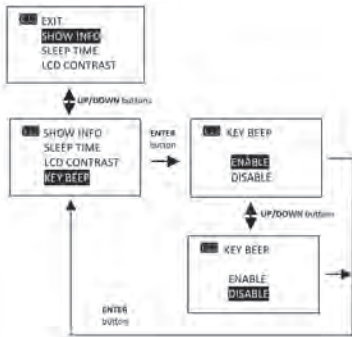 EXIT
SHOW INFO
SLEEP TIME
LCD CONTRAST
UP/DOWN buttons
SHOW INFO
SLEEP TIME
LCD CONTRAST
KEY BEEP
ENTER
button
KEY BEEP
ENABLE
DISABLE
UP/DOWN buttons
KEY BEEP
ENABLE
DISABLE
ENTER
button